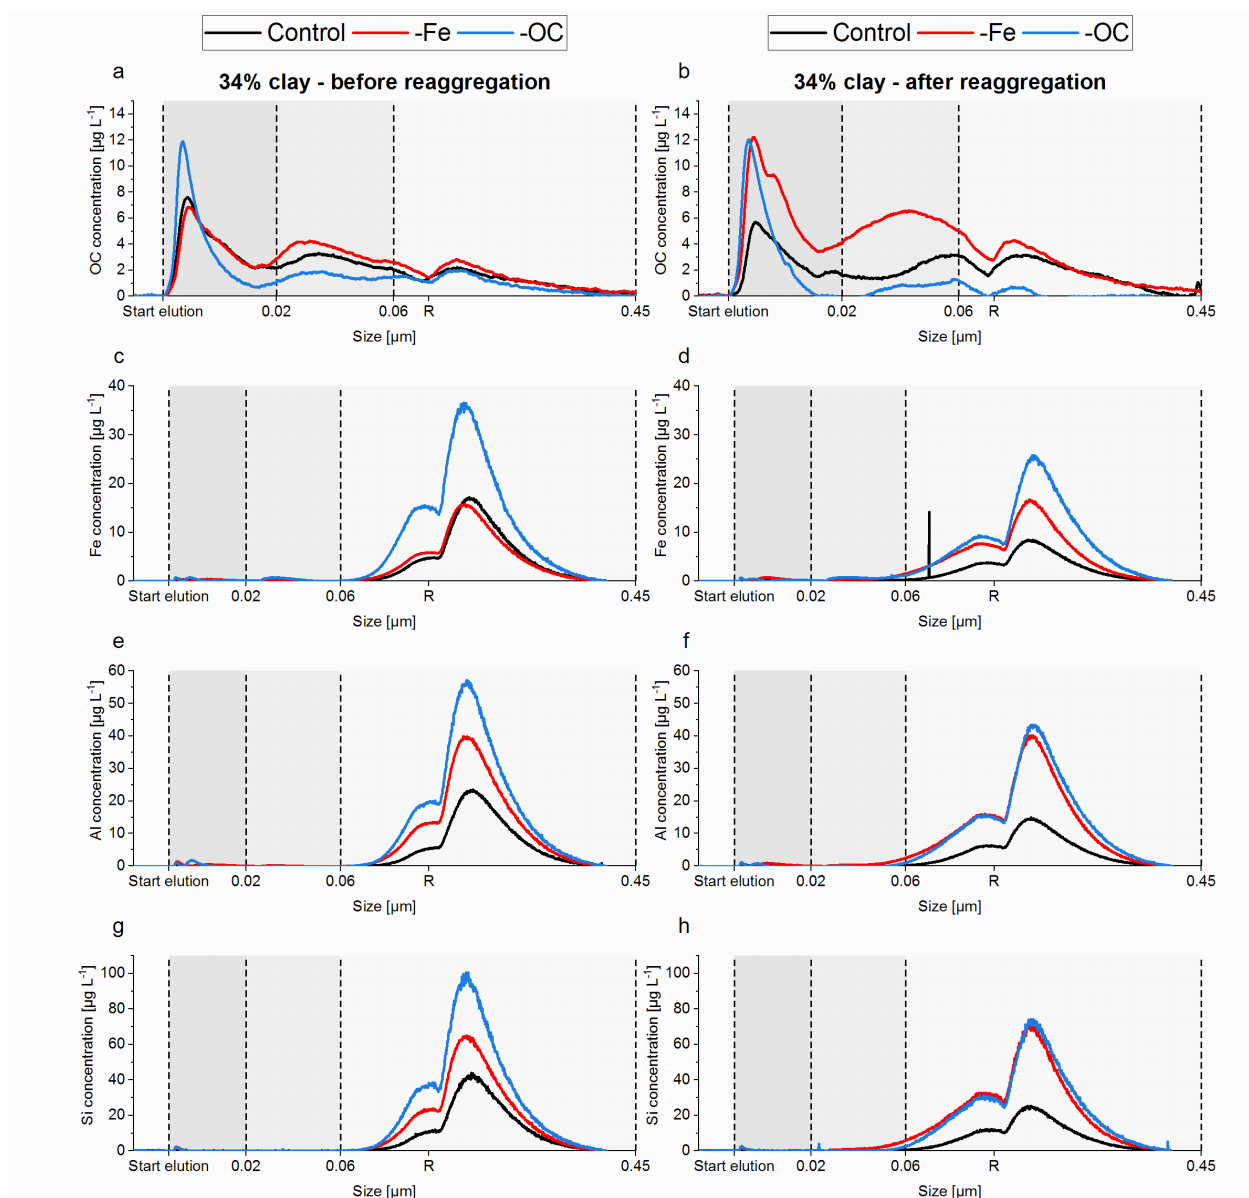 Control -Fe -OC
Control -Fe -OC
a
34% clay - before reaggregation
OC concentration [µg L⁻¹]
14
12
10
8
6
4
2
0
Start elution 0.02 0.06 R 0.45
Size [µm]
b
34% clay - after reaggregation
OC concentration [µg L⁻¹]
14
12
10
8
6
4
2
0
Start elution 0.02 0.06 R 0.45
Size [µm]
c
Fe concentration [µg L⁻¹]
40
30
20
10
0
Start elution 0.02 0.06 R 0.45
Size [µm]
d
Fe concentration [µg L⁻¹]
40
30
20
10
0
Start elution 0.02 0.06 R 0.45
Size [µm]
e
Al concentration [µg L⁻¹]
60
50
40
30
20
10
0
Start elution 0.02 0.06 R 0.45
Size [µm]
f
Al concentration [µg L⁻¹]
60
50
40
30
20
10
0
Start elution 0.02 0.06 R 0.45
Size [µm]
g
Si concentration [µg L⁻¹]
100
80
60
40
20
0
Start elution 0.02 0.06 R 0.45
Size [µm]
h
Si concentration [µg L⁻¹]
100
80
60
40
20
0
Start elution 0.02 0.06 R 0.45
Size [µm]